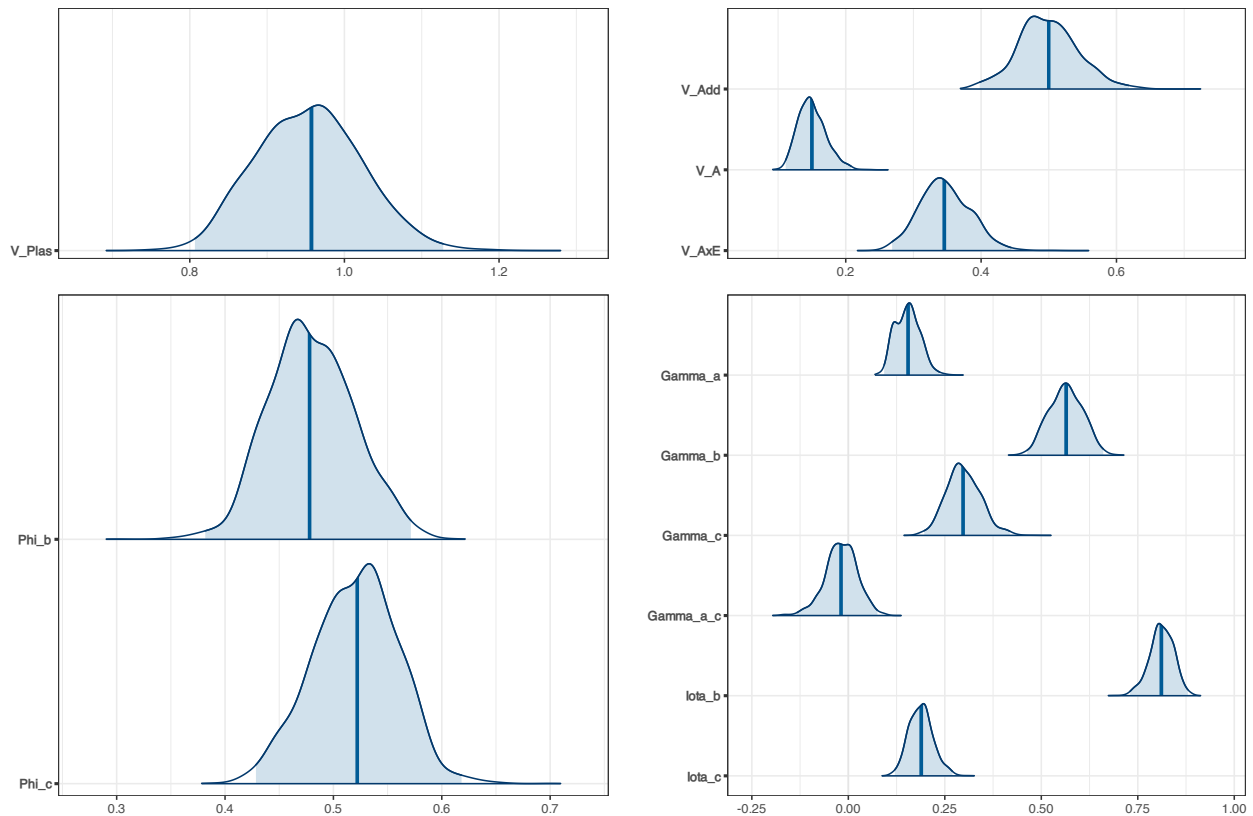 V_Plas
0.8 1.0 1.2
V_Add
V_A
V_AxE
0.2 0.4 0.6
Phi_b
Phi_c
0.3 0.4 0.5 0.6 0.7
Gamma_a
Gamma_b
Gamma_c
Gamma_a_c
Iota_b
Iota_c
-0.25 0.00 0.25 0.50 0.75 1.00